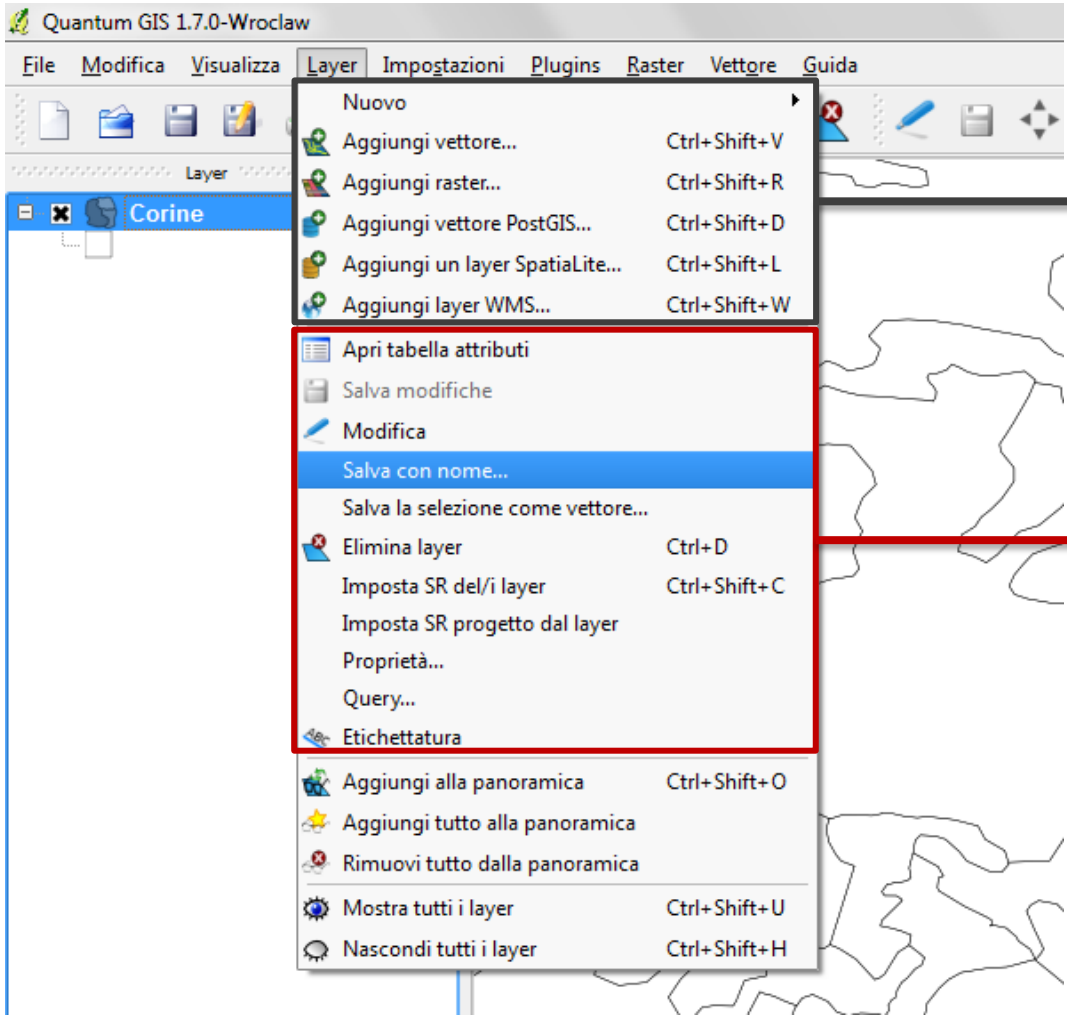 Quantum GIS 1.7.0-Wroclaw
File Modifica Visualizza Layer Impostazioni Plugins Raster Vettore Guida
Layer
Corine
Nuovo
Aggiungi vettore... Ctrl+Shift+V
Aggiungi raster... Ctrl+Shift+R
Aggiungi vettore PostGIS... Ctrl+Shift+D
Aggiungi un layer SpatiaLite... Ctrl+Shift+L
Aggiungi layer WMS... Ctrl+Shift+W
Apri tabella attributi
Salva modifiche
Modifica
Salva con nome...
Salva la selezione come vettore...
Elimina layer Ctrl+D
Imposta SR del/i layer Ctrl+Shift+C
Imposta SR progetto dal layer
Proprietà...
Query...
ABC Etichettatura
Aggiungi alla panoramica Ctrl+Shift+O
Aggiungi tutto alla panoramica
Rimuovi tutto dalla panoramica
Mostra tutti i layer Ctrl+Shift+U
Nascondi tutti i layer Ctrl+Shift+H